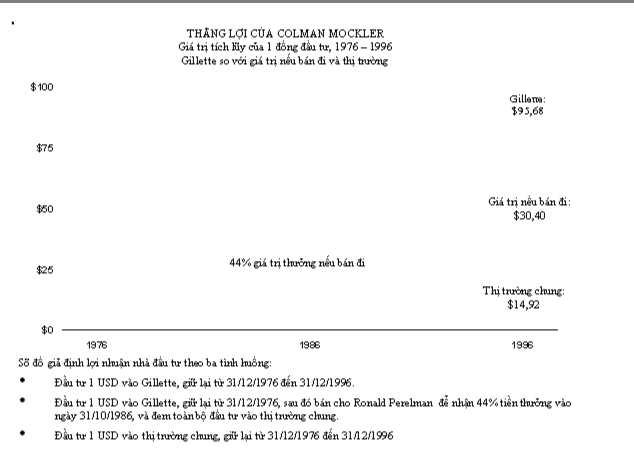 THẮNG LỢI CỦA COLMAN MOCKLER
Giá trị tích lũy của 1 đồng đầu tư, 1976 – 1996
Gillette so với giá trị nếu bán đi và thị trường
$100
Gillette:
$95,68
$75
Giá trị nếu bán đi:
$50
$30,40
44% giá trị thưởng nếu bán đi
$25
Thị trường chung:
$14,92
$0
1976 1986 1996
Sơ đồ giả định lợi nhuận nhà đầu tư theo ba tình huống:
• Đầu tư 1 USD vào Gillette, giữ lại từ 31/12/1976 đến 31/12/1996.
• Đầu tư 1 USD vào Gillette, giữ lại từ 31/12/1976, sau đó bán cho Ronald Perelman để nhận 44% tiền thưởng vào
ngày 31/10/1986, và đem toàn bộ đầu tư vào thị trường chung.
• Đầu tư 1 USD vào thị trường chung, giữ lại từ 31/12/1976 đến 31/12/1996